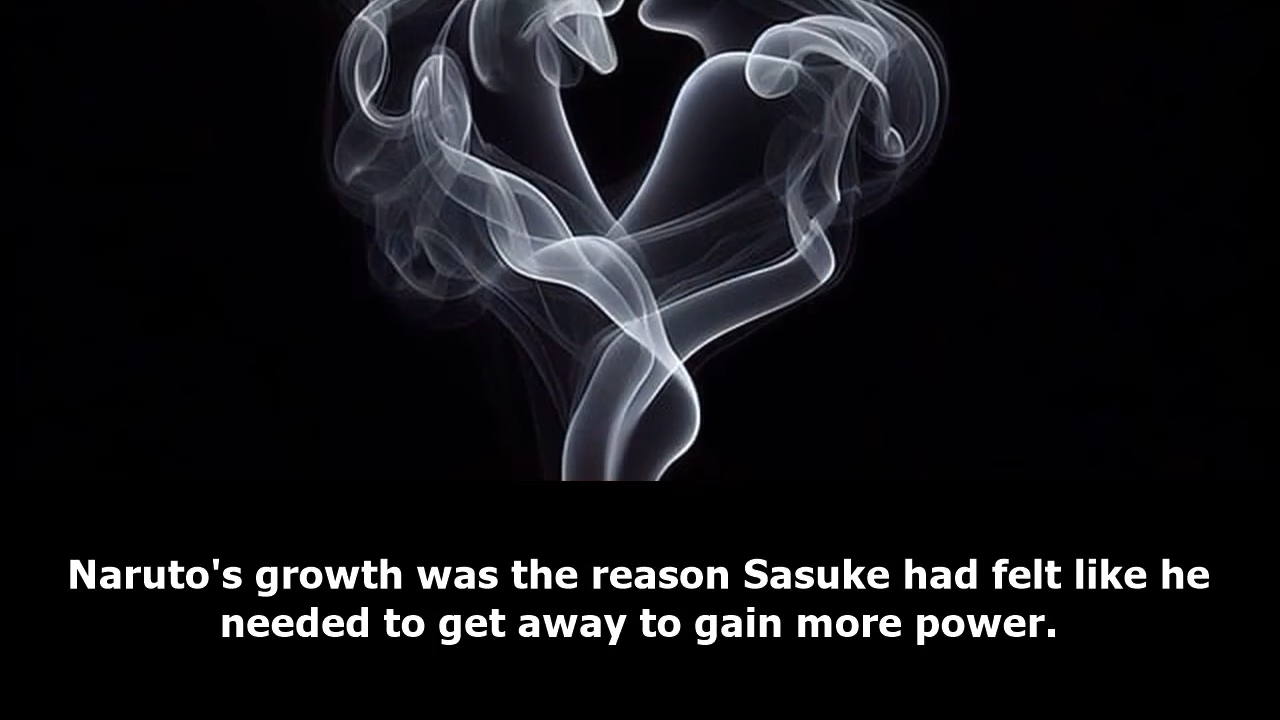 Naruto's growth was the reason Sasuke had felt like he
needed to get away to gain more power.